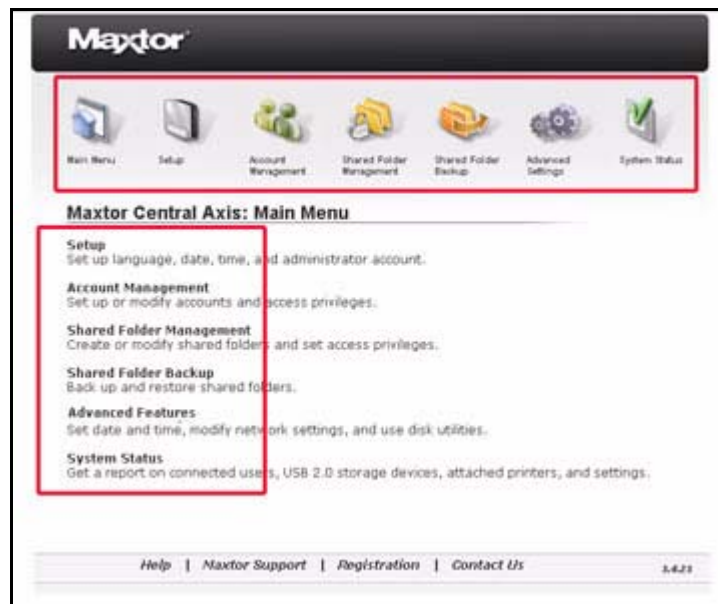 Maxtor
Main Menu
Setup
Account Management
Shared Folder Management
Shared Folder Backup
Advanced Settings
System Status
Maxtor Central Axis: Main Menu
Setup
Set up language, date, time, and administrator account.
Account Management
Set up or modify accounts and access privileges.
Shared Folder Management
Create or modify shared folders and set access privileges.
Shared Folder Backup
Back up and restore shared folders.
Advanced Features
Set date and time, modify network settings, and use disk utilities.
System Status
Get a report on connected users, USB 2.0 storage devices, attached printers, and settings.
Help | Maxtor Support | Registration | Contact Us